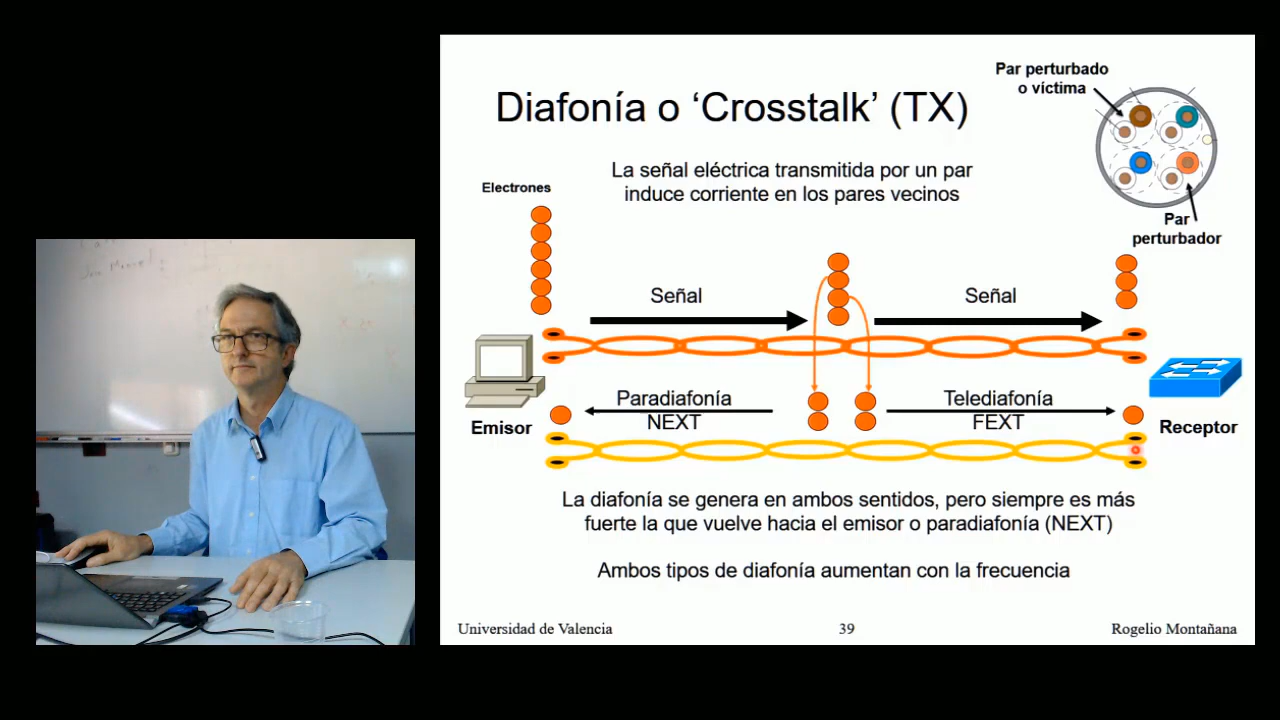 Diafonía o ‘Crosstalk’ (TX)
Par perturbado
o víctima
La señal eléctrica transmitida por un par
induce corriente en los pares vecinos
Electrones
Par
perturbador
Señal
Señal
Paradiafonía
NEXT
Telediafonía
FEXT
Emisor
Receptor
La diafonía se genera en ambos sentidos, pero siempre es más
fuerte la que vuelve hacia el emisor o paradiafonía (NEXT)
Ambos tipos de diafonía aumentan con la frecuencia
Universidad de Valencia
39
Rogelio Montañana